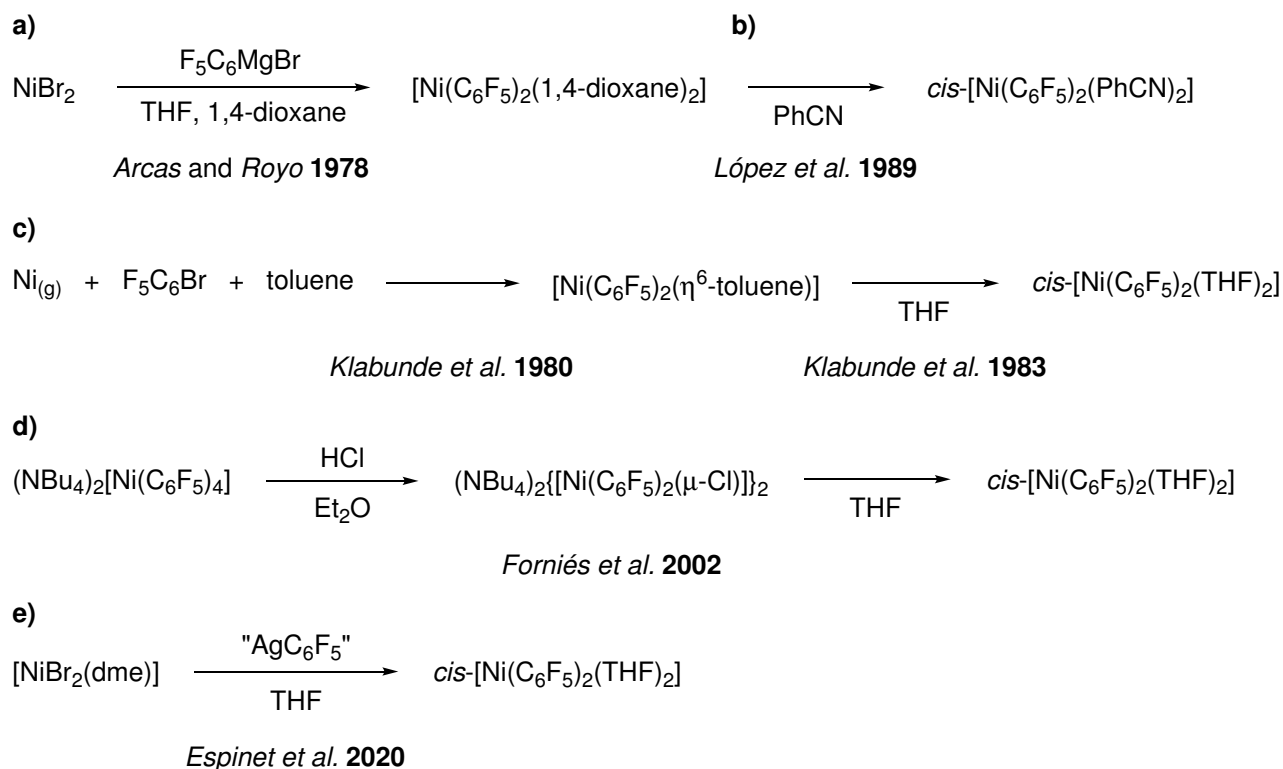 a)
b)
NiBr₂ F₅C₆MgBr THF, 1,4-dioxane [Ni(C₆F₅)₂(1,4-dioxane)₂] PhCN cis-[Ni(C₆F₅)₂(PhCN)₂]
Arcas and Royo 1978 López et al. 1989
c)
Ni₍g₎ + F₅C₆Br + toluene [Ni(C₆F₅)₂(η⁶-toluene)] THF cis-[Ni(C₆F₅)₂(THF)₂]
Klabunde et al. 1980 Klabunde et al. 1983
d)
(NBu₄)₂[Ni(C₆F₅)₄] HCl Et₂O (NBu₄)₂{[Ni(C₆F₅)₂(μ-Cl)]}₂ THF cis-[Ni(C₆F₅)₂(THF)₂]
Forniés et al. 2002
e)
[NiBr₂(dme)] "AgC₆F₅" THF cis-[Ni(C₆F₅)₂(THF)₂]
Espinet et al. 2020